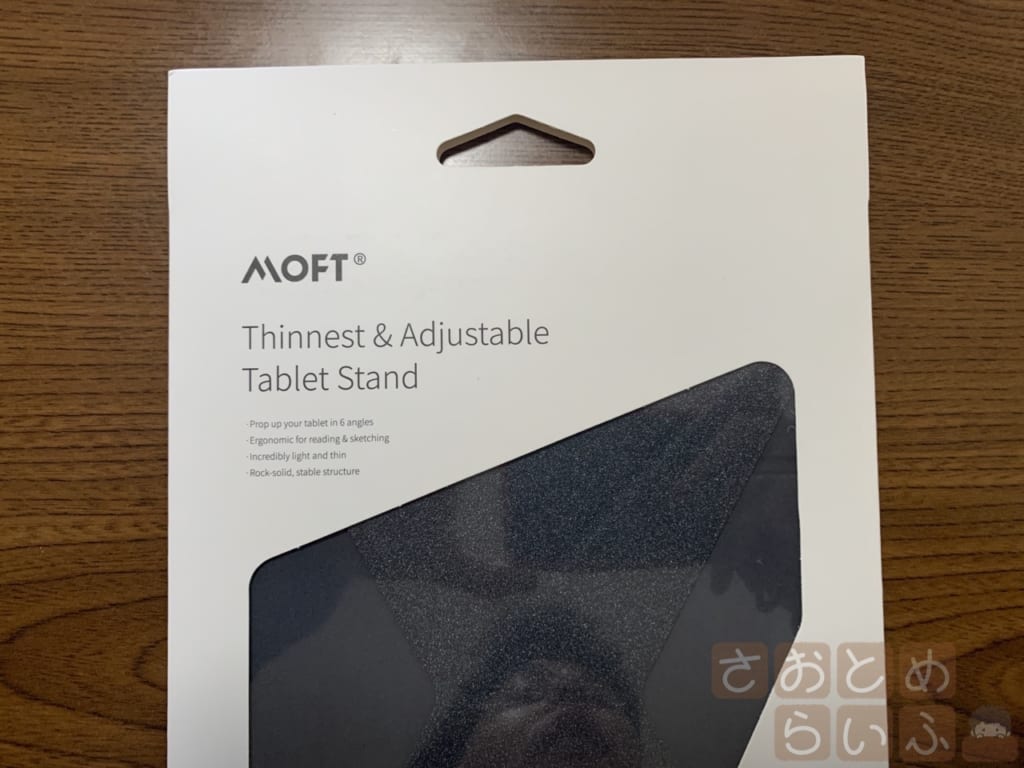 MOFT®
Thinnest & Adjustable
Tablet Stand
·Prop up your tablet in 6 angles
·Ergonomic for reading & sketching
·Incredibly light and thin
·Rock-solid, stable structure
さおとめ
らいふ